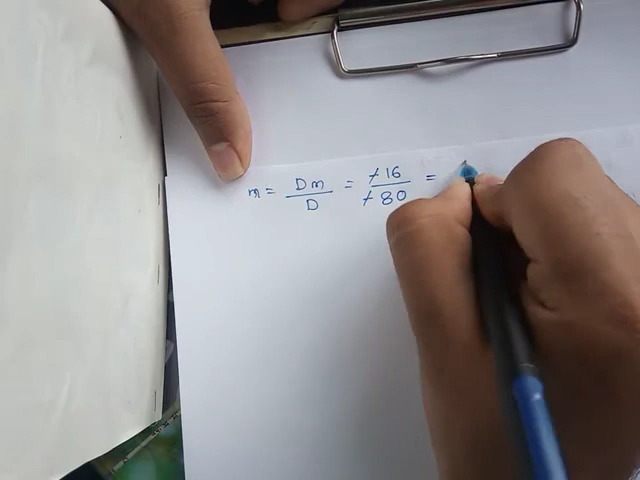 m = Dm/D = -16/-80 =